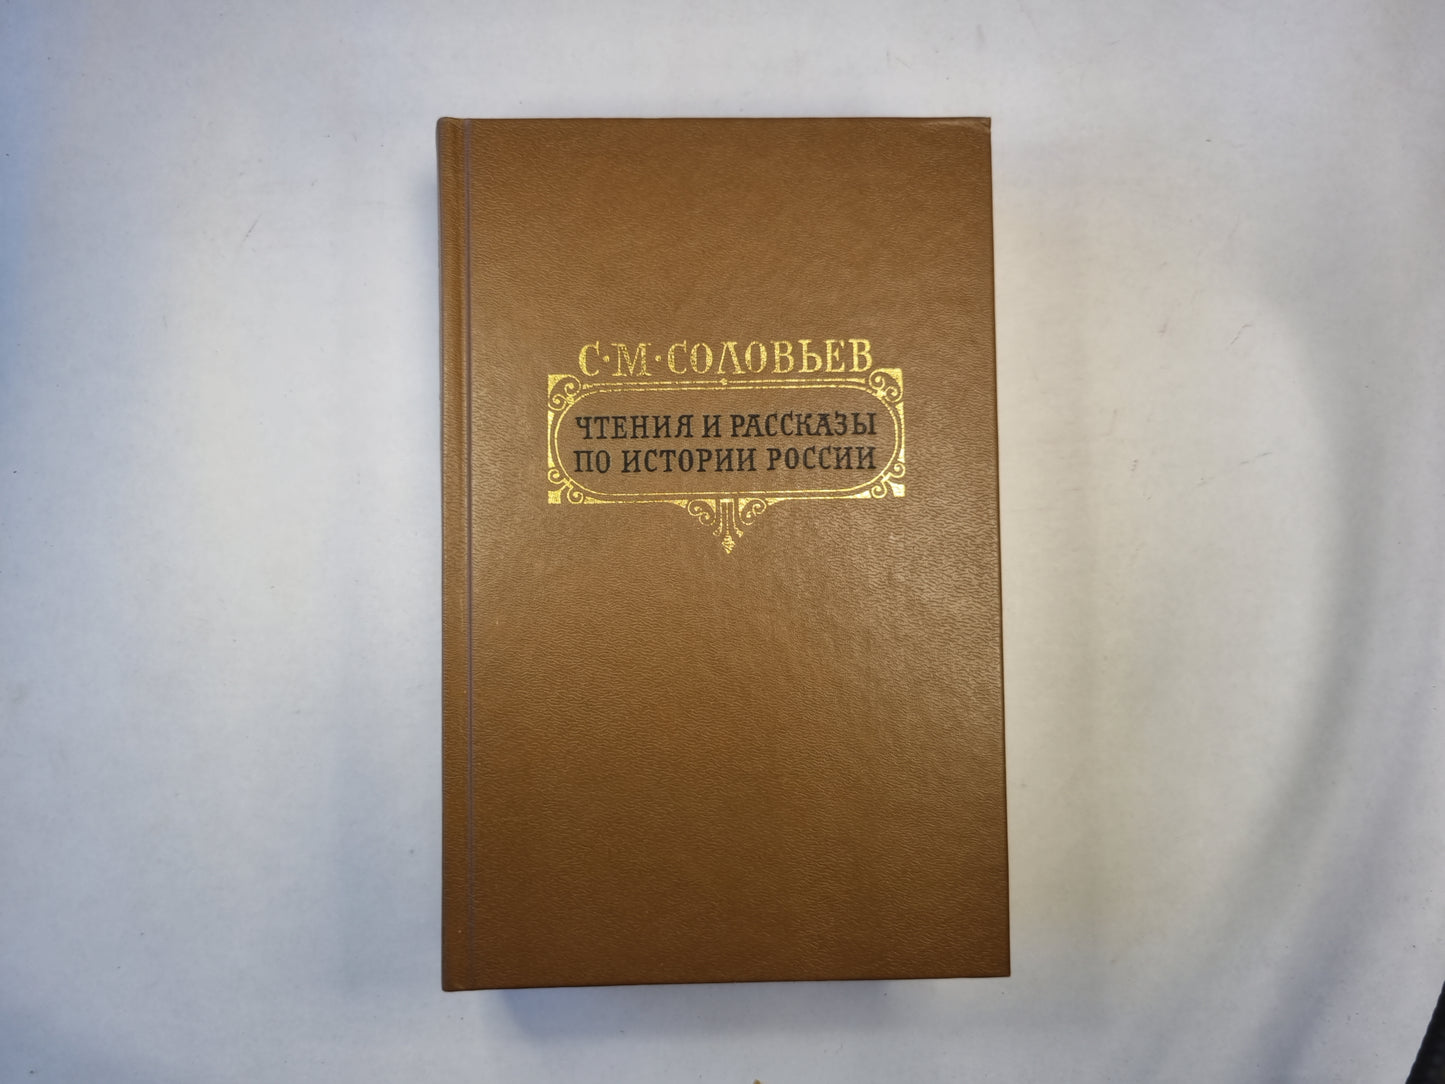 С·М·СОЛОВЬЕВ
ЧТЕНИЯ И РАССКАЗЫ
ПО ИСТОРИИ РОССИИ